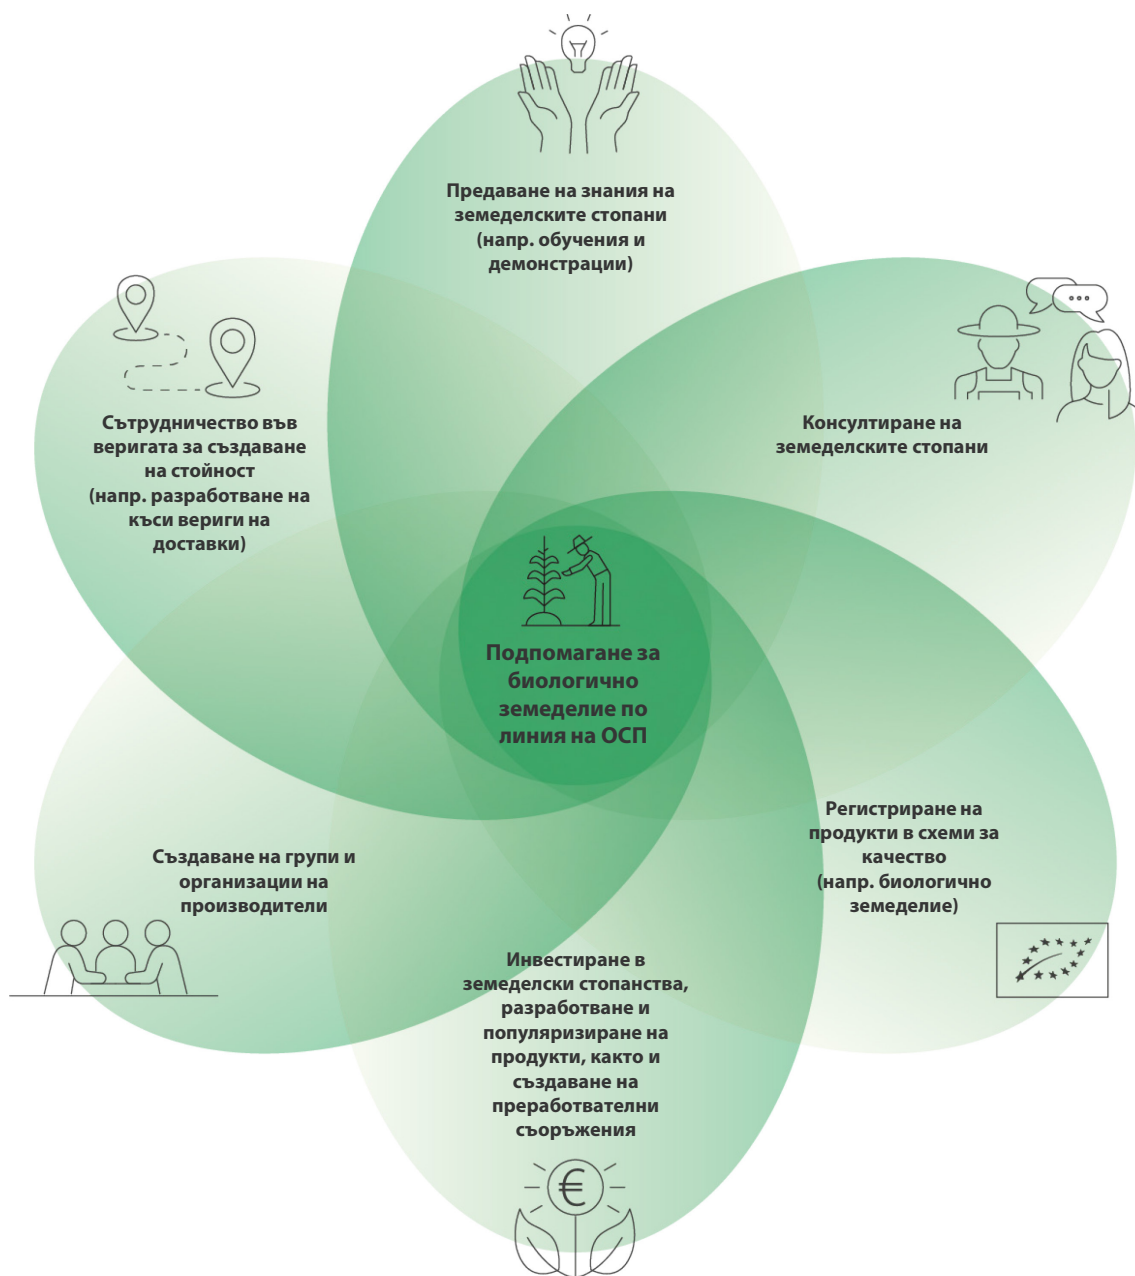 Предаване на знания на
земеделските стопани
(напр. обучения и
демонстрации)
Консултиране на
земеделските стопани
Сътрудничество във
веригата за създаване
на стойност
(напр. разработване на
къси вериги на
доставки)
Подпомагане за
биологично
земеделие по
линия на ОСП
Регистриране на
продукти в схеми за
качество
(напр. биологично
земеделие)
Създаване на групи и
организации на
производители
Инвестиране в
земеделски стопанства,
разработване и
популяризиране на
продукти, както и
създаване на
преработвателни
съоръжения
€